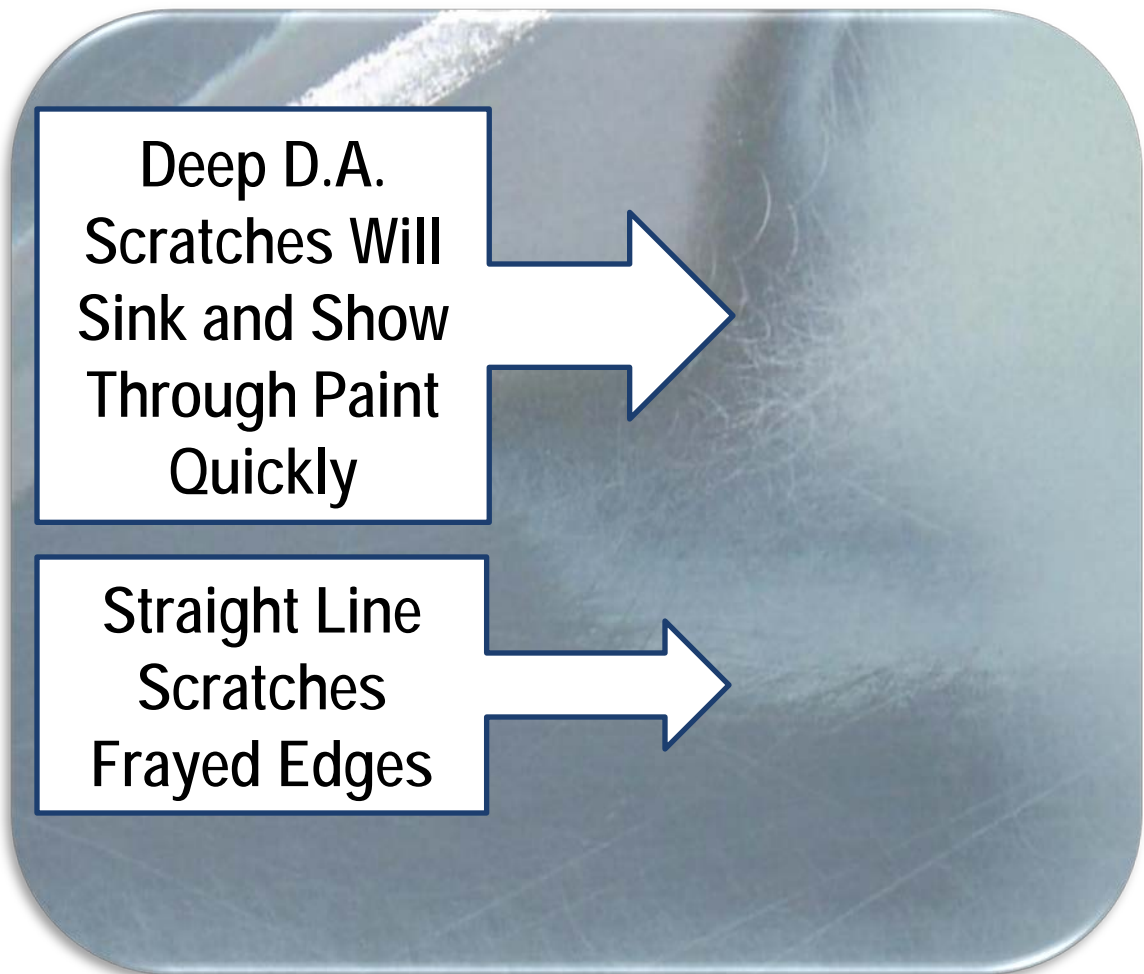 Deep D.A.
Scratches Will
Sink and Show
Through Paint
Quickly
Straight Line
Scratches
Frayed Edges